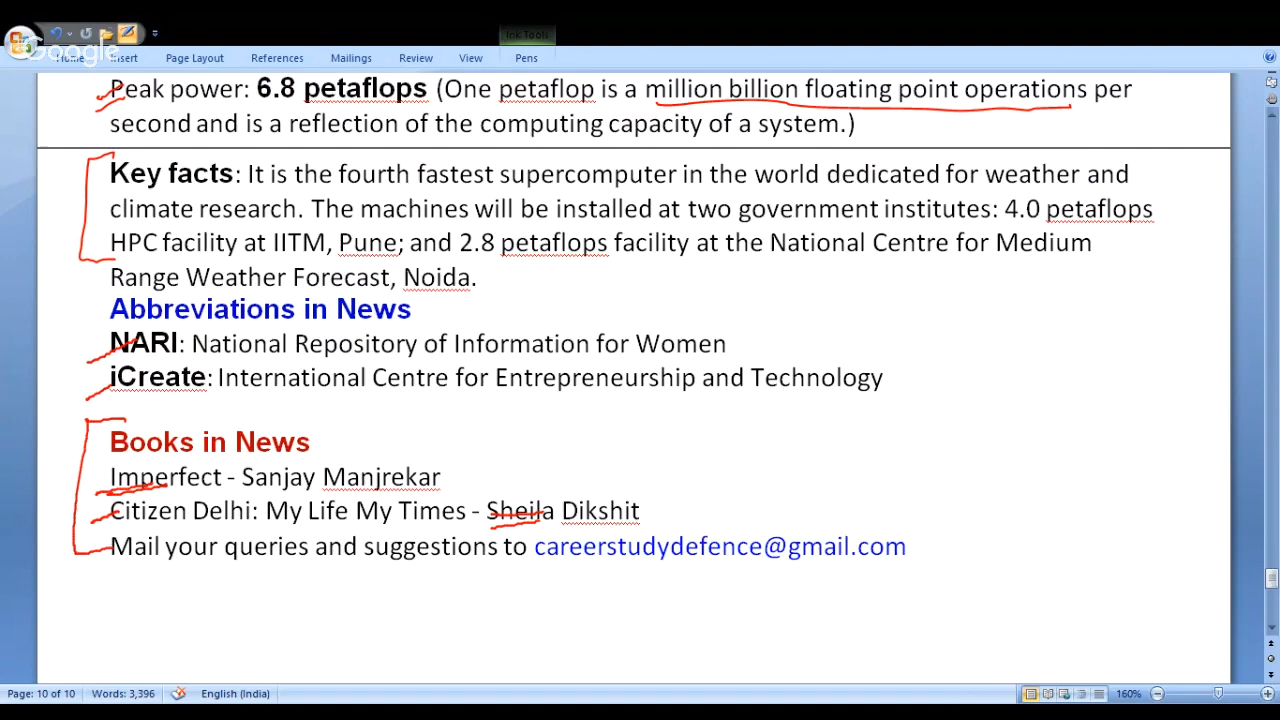 Ink Tools
Google
Home Insert Page Layout References Mailings Review View Pens
Peak power: 6.8 petaflops (One petaflop is a million billion floating point operations per
second and is a reflection of the computing capacity of a system.)
Key facts: It is the fourth fastest supercomputer in the world dedicated for weather and
climate research. The machines will be installed at two government institutes: 4.0 petaflops
HPC facility at IITM, Pune; and 2.8 petaflops facility at the National Centre for Medium
Range Weather Forecast, Noida.
Abbreviations in News
NARI: National Repository of Information for Women
iCreate: International Centre for Entrepreneurship and Technology
Books in News
Imperfect - Sanjay Manjrekar
Citizen Delhi: My Life My Times - Sheila Dikshit
Mail your queries and suggestions to careerstudydefence@gmail.com
Page: 10 of 10 Words: 3,396 English (India) 160%